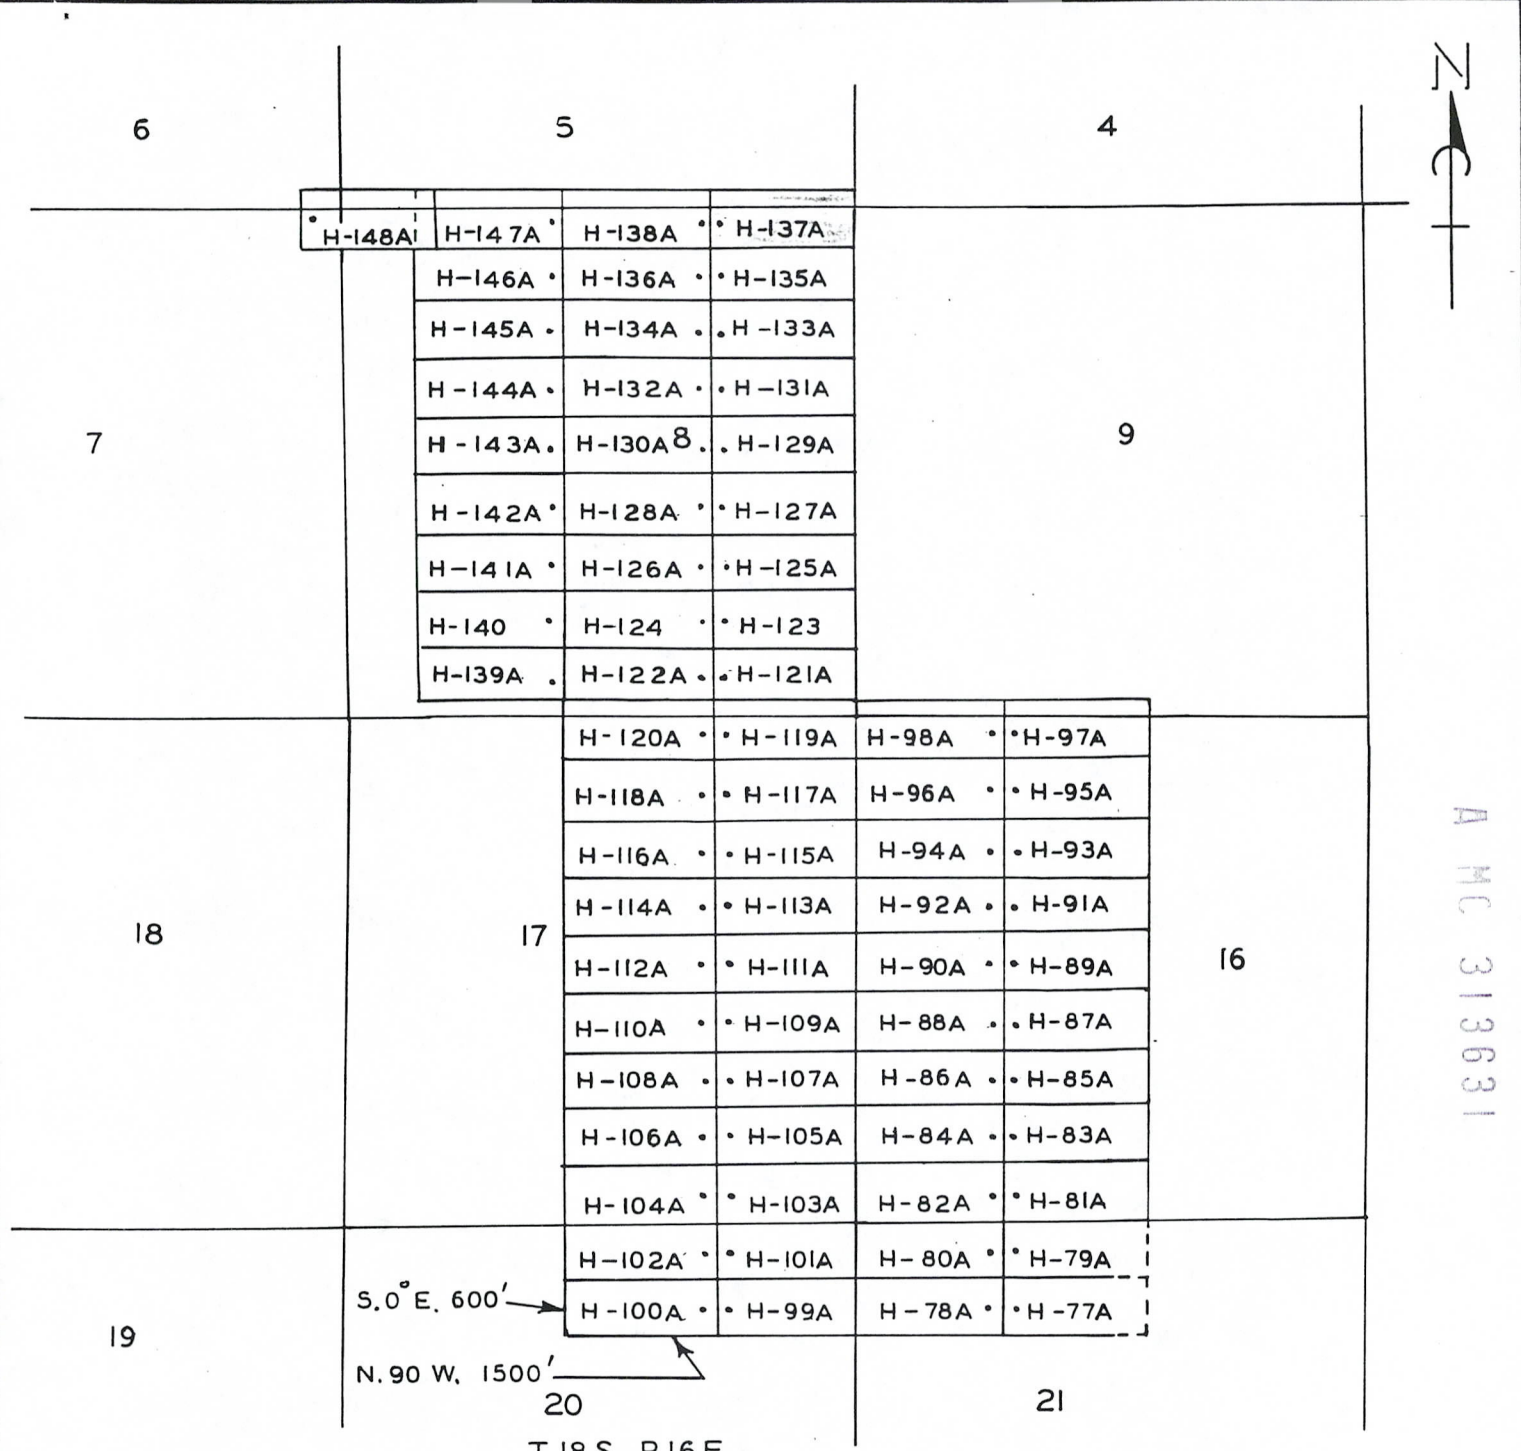 N
6 5 4
H-148A H-147A H-138A H-137A
H-146A H-136A H-135A
H-145A H-134A H-133A
H-144A H-132A H-131A
7 H-143A H-130A 8 H-129A 9
H-142A H-128A H-127A
H-141A H-126A H-125A
H-140 H-124 H-123
H-139A H-122A H-121A
H-120A H-119A H-98A H-97A
H-118A H-117A H-96A H-95A
H-116A H-115A H-94A H-93A
H-114A H-113A H-92A H-91A
18 17 16
H-112A H-111A H-90A H-89A
H-110A H-109A H-88A H-87A
H-108A H-107A H-86A H-85A
H-106A H-105A H-84A H-83A
H-104A H-103A H-82A H-81A
H-102A H-101A H-80A H-79A
S.0° E. 600' H-100A H-99A H-78A H-77A
19
N.90 W. 1500'
20 21
T.18 S. R.16 E.
A MC 313631